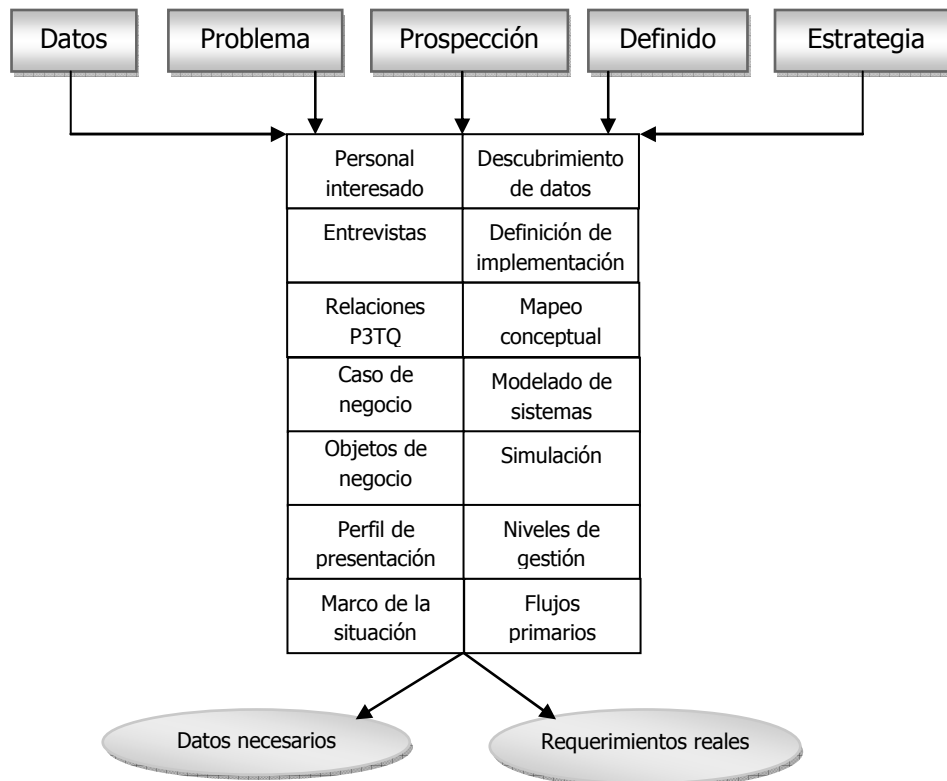 Datos Problema Prospección Definido Estrategia
Personal interesado
Descubrimiento de datos
Entrevistas
Definición de implementación
Relaciones P3TQ
Mapeo conceptual
Caso de negocio
Modelado de sistemas
Objetos de negocio
Simulación
Perfil de presentación
Niveles de gestión
Marco de la situación
Flujos primarios
Datos necesarios
Requerimientos reales